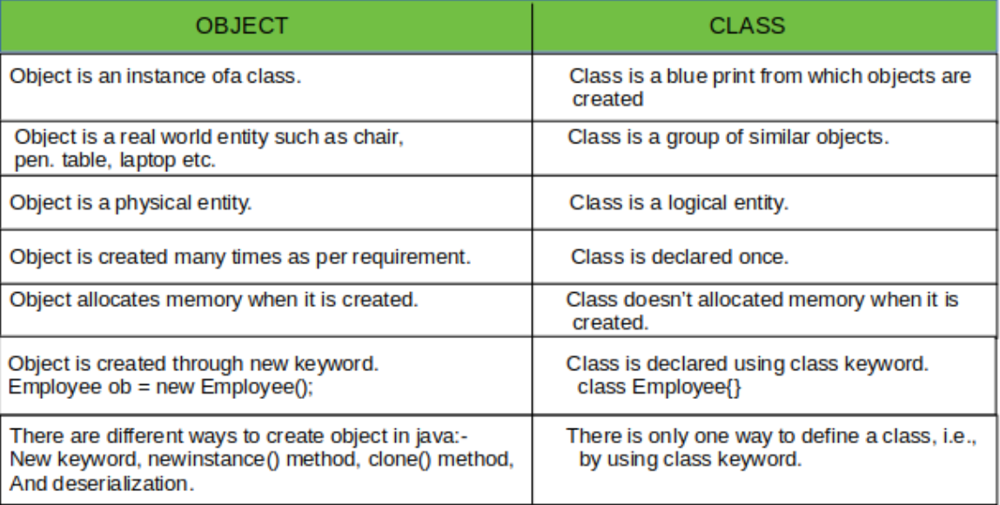 OBJECT
CLASS
Object is an instance ofa class.
Class is a blue print from which objects are
created
Object is a real world entity such as chair,
pen. table, laptop etc.
Class is a group of similar objects.
Object is a physical entity.
Class is a logical entity.
Object is created many times as per requirement.
Class is declared once.
Object allocates memory when it is created.
Class doesn’t allocated memory when it is
created.
Object is created through new keyword.
Employee ob = new Employee();
Class is declared using class keyword.
class Employee{}
There are different ways to create object in java:-
New keyword, newinstance() method, clone() method,
And deserialization.
There is only one way to define a class, i.e.,
by using class keyword.